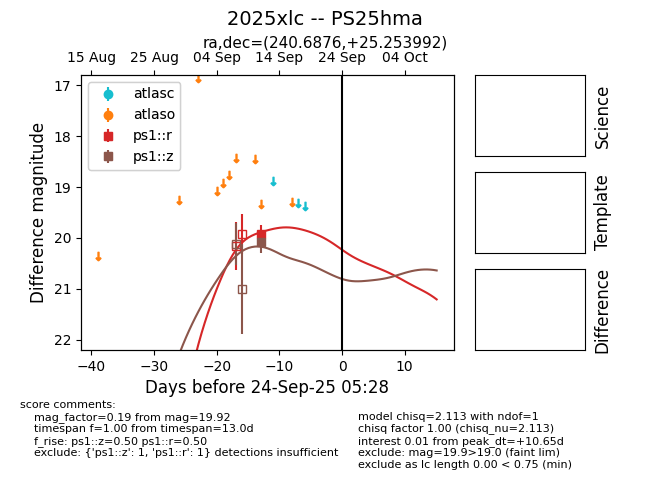 2025xlc -- PS25hma
ra,dec=(240.6876,+25.253992)
15 Aug 25 Aug 04 Sep 14 Sep 24 Sep 04 Oct
atlasc
atlaso
ps1::r
ps1::z
17
18
19
20
21
22
Difference magnitude
−40 −30 −20 −10 0 10
Days before 24-Sep-25 05:28
Science
Template
Difference
score comments:
mag_factor=0.19 from mag=19.92
timespan f=1.00 from timespan=13.0d
f_rise: ps1::z=0.50 ps1::r=0.50
exclude: {'ps1::z': 1, 'ps1::r': 1} detections insufficient
model chisq=2.113 with ndof=1
chisq factor 1.00 (chisq_nu=2.113)
interest 0.01 from peak_dt=+10.65d
exclude: mag=19.9>19.0 (faint lim)
exclude as lc length 0.00 < 0.75 (min)